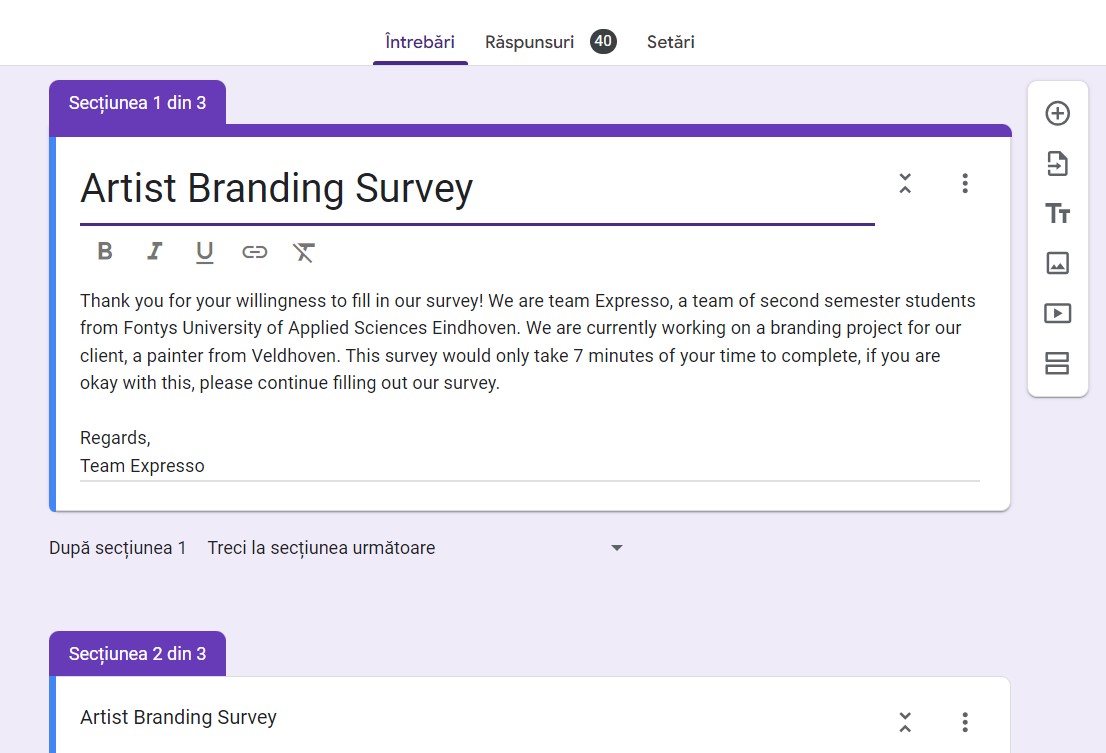 Întrebări Răspunsuri 40 Setări
Secțiunea 1 din 3
Artist Branding Survey
B I U
Thank you for your willingness to fill in our survey! We are team Expresso, a team of second semester students
from Fontys University of Applied Sciences Eindhoven. We are currently working on a branding project for our
client, a painter from Veldhoven. This survey would only take 7 minutes of your time to complete, if you are
okay with this, please continue filling out our survey.
Regards,
Team Expresso
După secțiunea 1 Treci la secțiunea următoare
Secțiunea 2 din 3
Artist Branding Survey